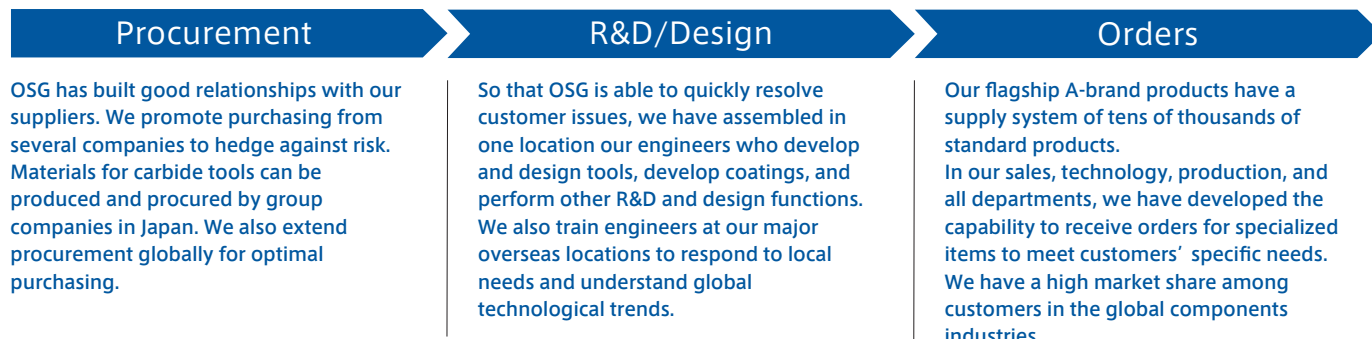 Procurement
OSG has built good relationships with our
suppliers. We promote purchasing from
several companies to hedge against risk.
Materials for carbide tools can be
produced and procured by group
companies in Japan. We also extend
procurement globally for optimal
purchasing.
R&D/Design
So that OSG is able to quickly resolve
customer issues, we have assembled in
one location our engineers who develop
and design tools, develop coatings, and
perform other R&D and design functions.
We also train engineers at our major
overseas locations to respond to local
needs and understand global
technological trends.
Orders
Our flagship A-brand products have a
supply system of tens of thousands of
standard products.
In our sales, technology, production, and
all departments, we have developed the
capability to receive orders for specialized
items to meet customers’ specific needs.
We have a high market share among
customers in the global components
industries